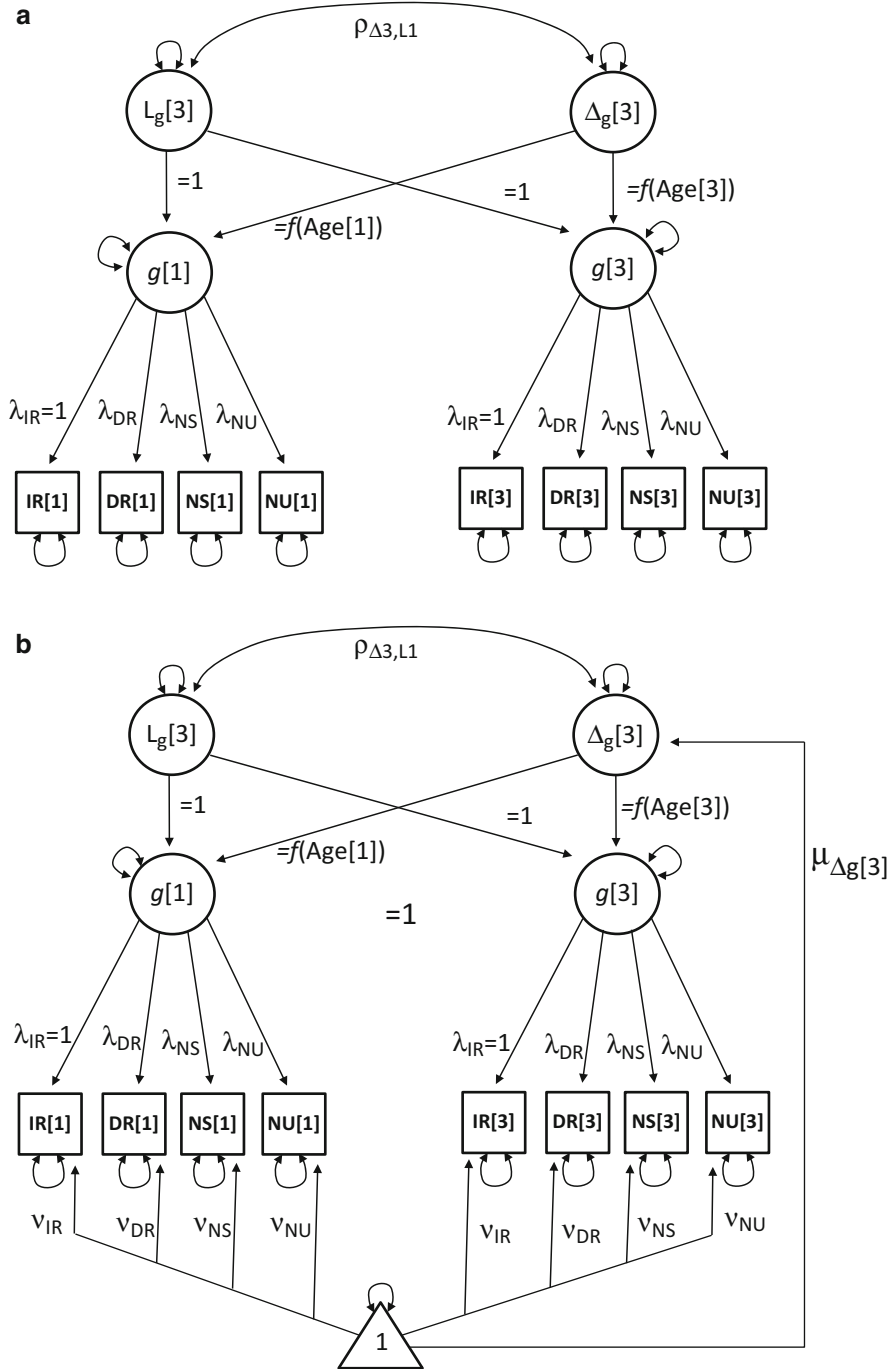 a
ρΔ3,L1
Lg[3] Δg[3]
=1 =1 =f(Age[3])
=f(Age[1])
g[1] g[3]
λIR=1 λDR λNS λNU λIR=1 λDR λNS λNU
IR[1] DR[1] NS[1] NU[1] IR[3] DR[3] NS[3] NU[3]
b
ρΔ3,L1
Lg[3] Δg[3]
=1 =1 =f(Age[3])
=f(Age[1])
μΔg[3]
g[1] g[3]
=1
λIR=1 λDR λNS λNU λIR=1 λDR λNS λNU
IR[1] DR[1] NS[1] NU[1] IR[3] DR[3] NS[3] NU[3]
νIR νDR νNS νNU νIR νDR νNS νNU
1